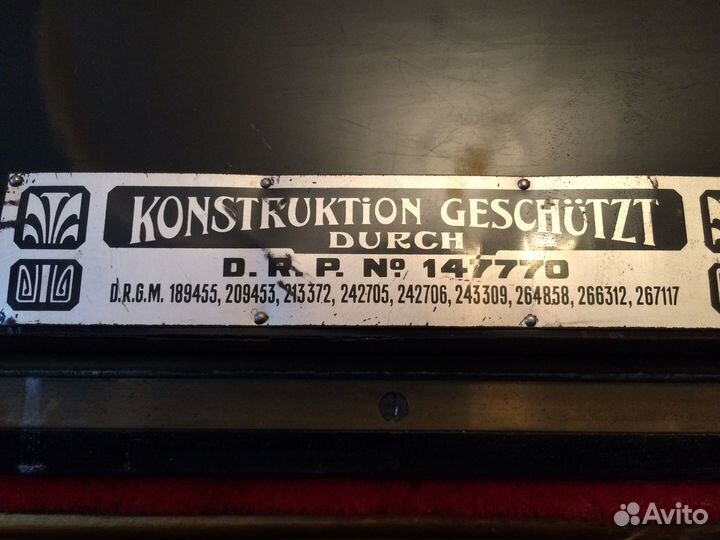 KONSTRUKTION GESCHÜTZT
DURCH
D. R. P. No 147770
D.R.G.M. 189455, 209453, 213372, 242705, 242706, 243309, 264858, 266312, 267117
Avito